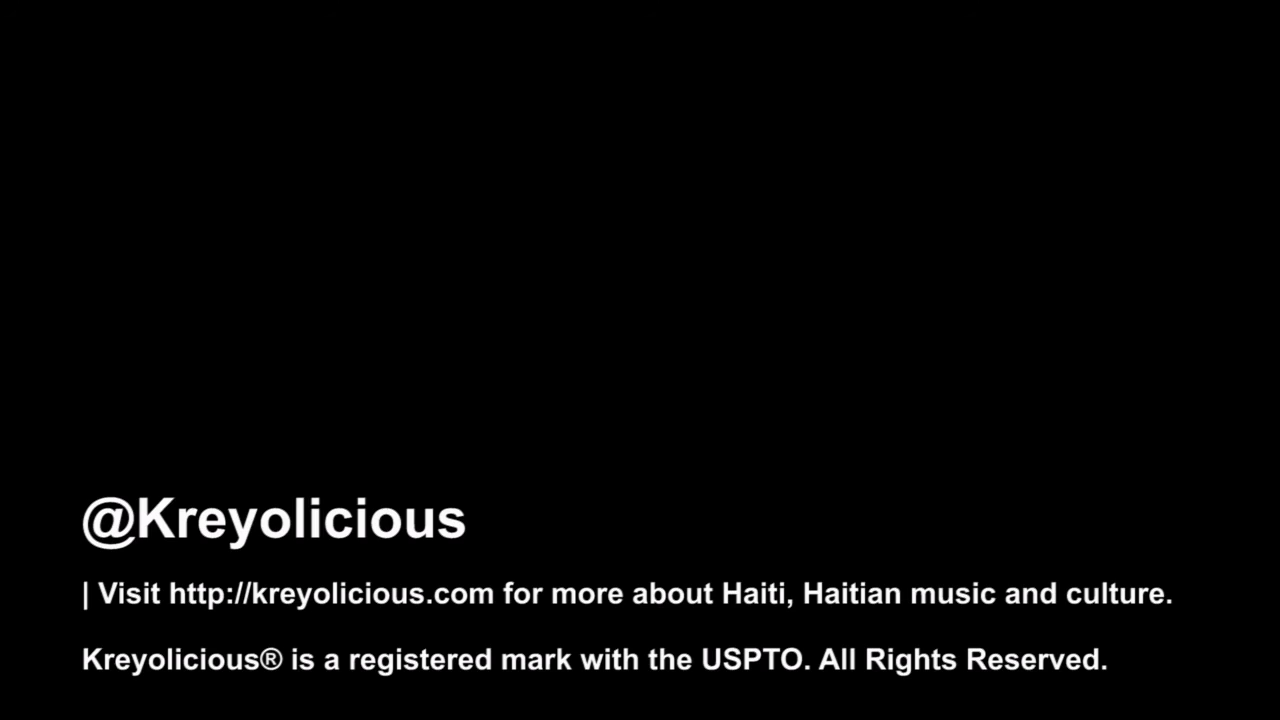 @Kreyolicious
| Visit http://kreyolicious.com for more about Haiti, Haitian music and culture.
Kreyolicious® is a registered mark with the USPTO. All Rights Reserved.